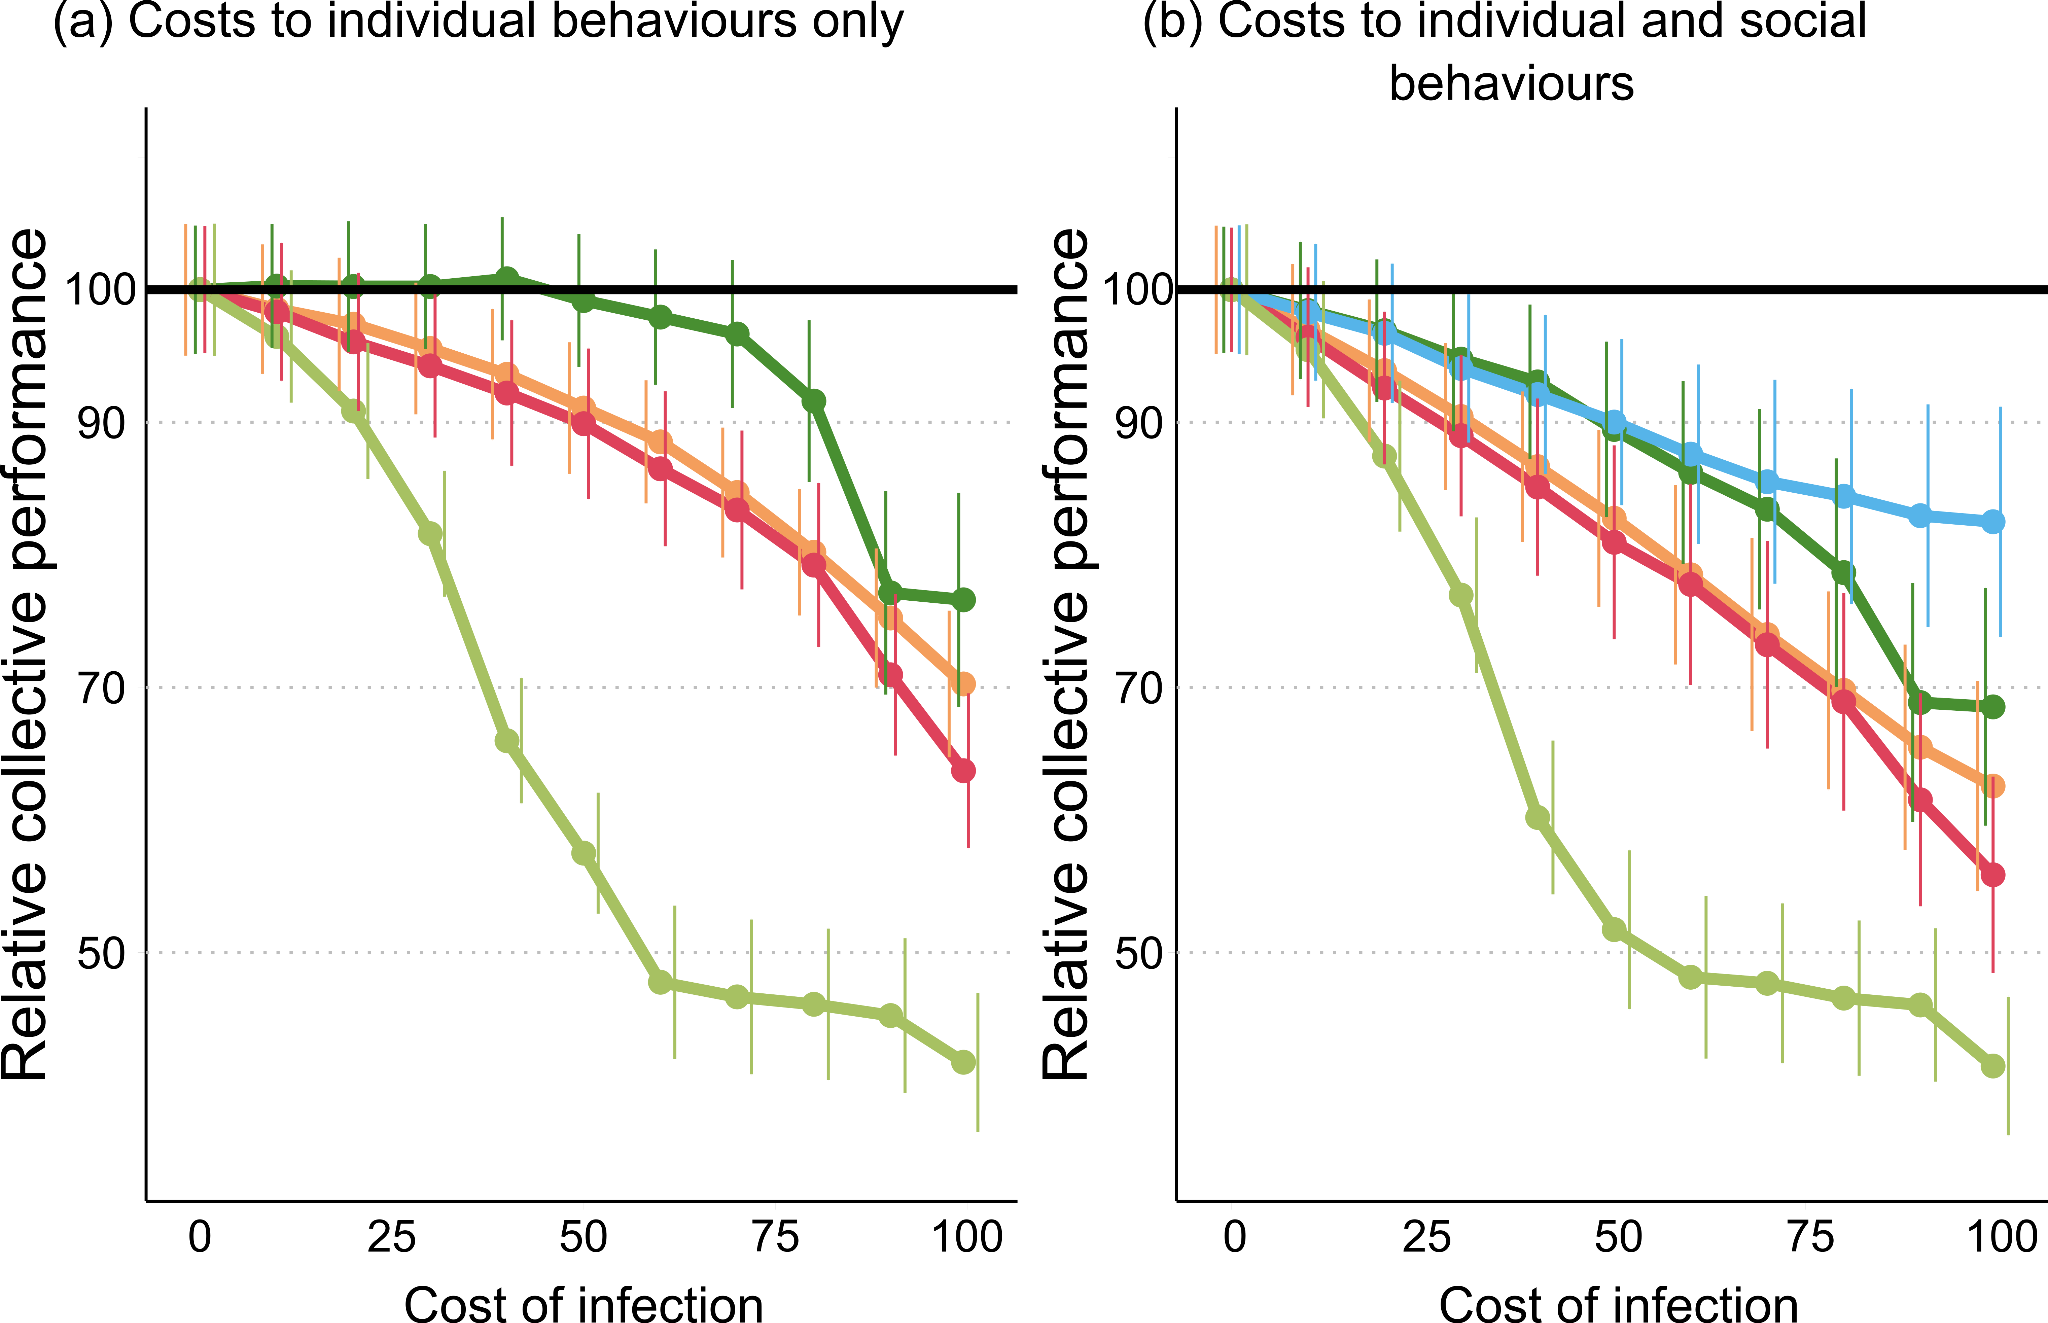 (a) Costs to individual behaviours only
Relative collective performance
100
90
70
50
0 25 50 75 100
Cost of infection
(b) Costs to individual and social
behaviours
Relative collective performance
100
90
70
50
0 25 50 75 100
Cost of infection